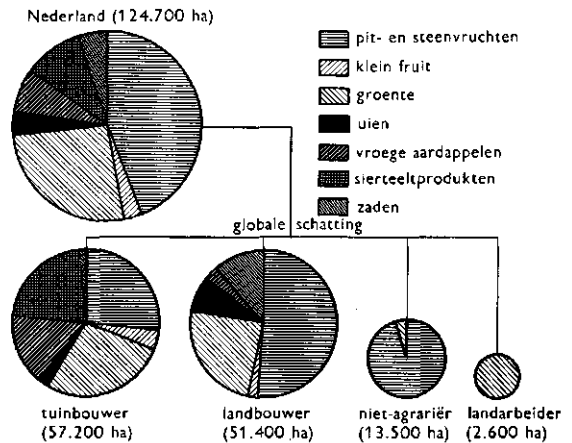 Nederland (124.700 ha)
pit- en steenvruchten
klein fruit
groente
uien
vroege aardappelen
sierteeltprodukten
zaden
globale schatting
tuinbouwer
(57.200 ha)
landbouwer
(51.400 ha)
niet-agrariër
(13.500 ha)
landarbeider
(2.600 ha)